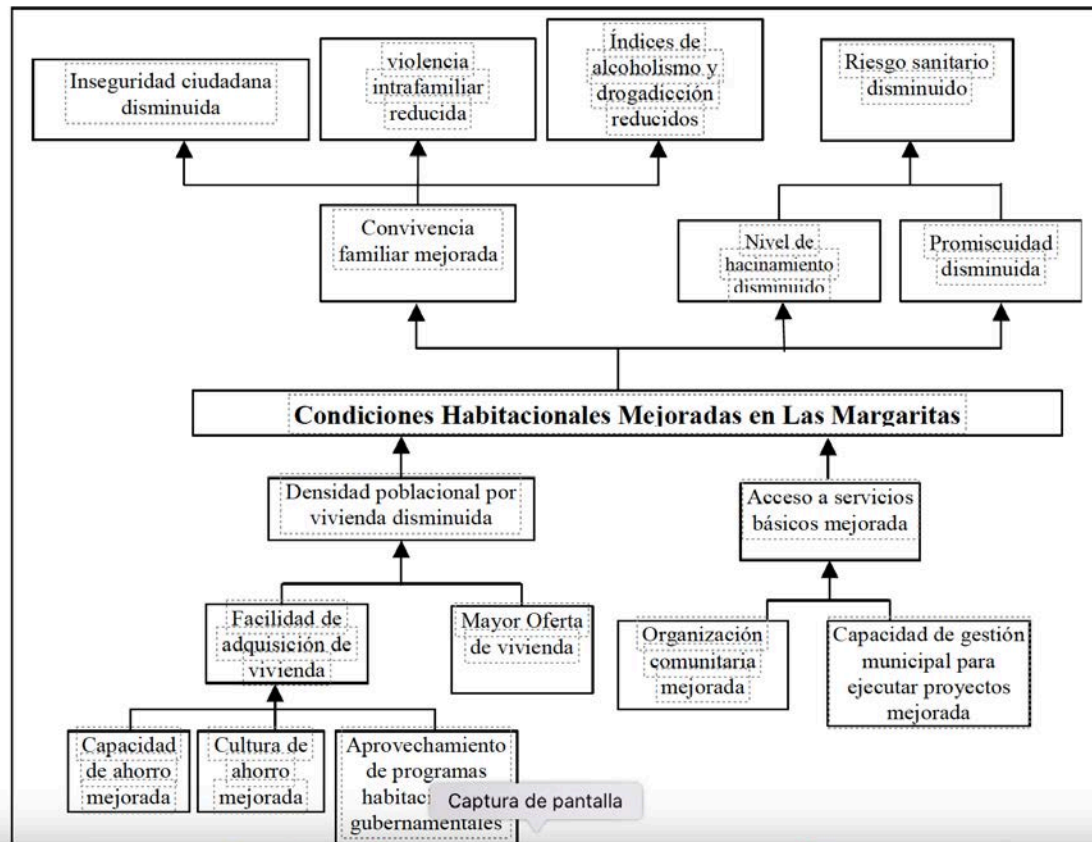 Inseguridad ciudadana
disminuida
violencia
intrafamiliar
reducida
Índices de
alcoholismo y
drogadicción
reducidos
Riesgo sanitario
disminuido
Convivencia
familiar mejorada
Nivel de
hacinamiento
disminuido
Promiscuidad
disminuida
Condiciones Habitacionales Mejoradas en Las Margaritas
Densidad poblacional por
vivienda disminuida
Acceso a servicios
básicos mejorada
Facilidad de
adquisición de
vivienda
Mayor Oferta
de vivienda
Organización
comunitaria
mejorada
Capacidad de gestión
municipal para
ejecutar proyectos
mejorada
Capacidad
de ahorro
mejorada
Cultura de
ahorro
mejorada
Aprovechamiento
de programas
gubernamentales
Captura de pantalla